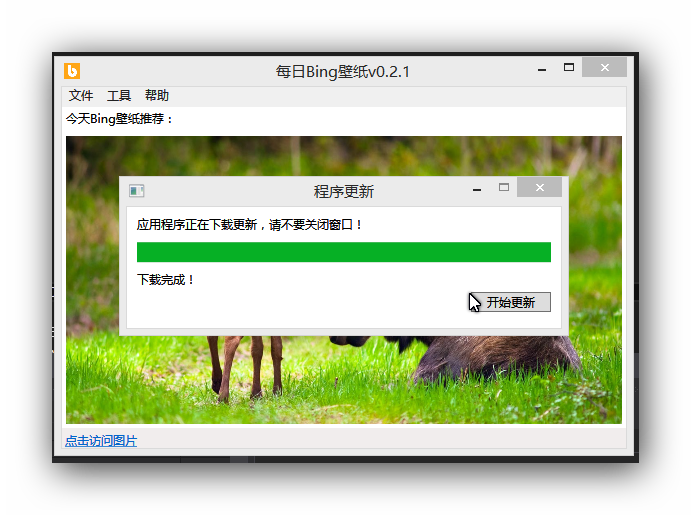 每日Bing壁纸v0.2.1
文件 工具 帮助
今天Bing壁纸推荐：
程序更新
应用程序正在下载更新，请不要关闭窗口！
下载完成！
开始更新
点击访问图片